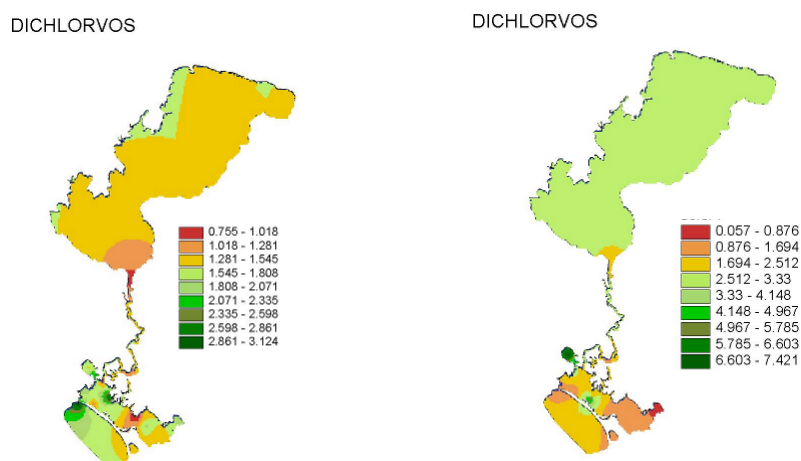 DICHLORVOS
0.755 - 1.018
1.018 - 1.281
1.281 - 1.545
1.545 - 1.808
1.808 - 2.071
2.071 - 2.335
2.335 - 2.598
2.598 - 2.861
2.861 - 3.124
DICHLORVOS
0.057 - 0.876
0.876 - 1.694
1.694 - 2.512
2.512 - 3.33
3.33 - 4.148
4.148 - 4.967
4.967 - 5.785
5.785 - 6.603
6.603 - 7.421